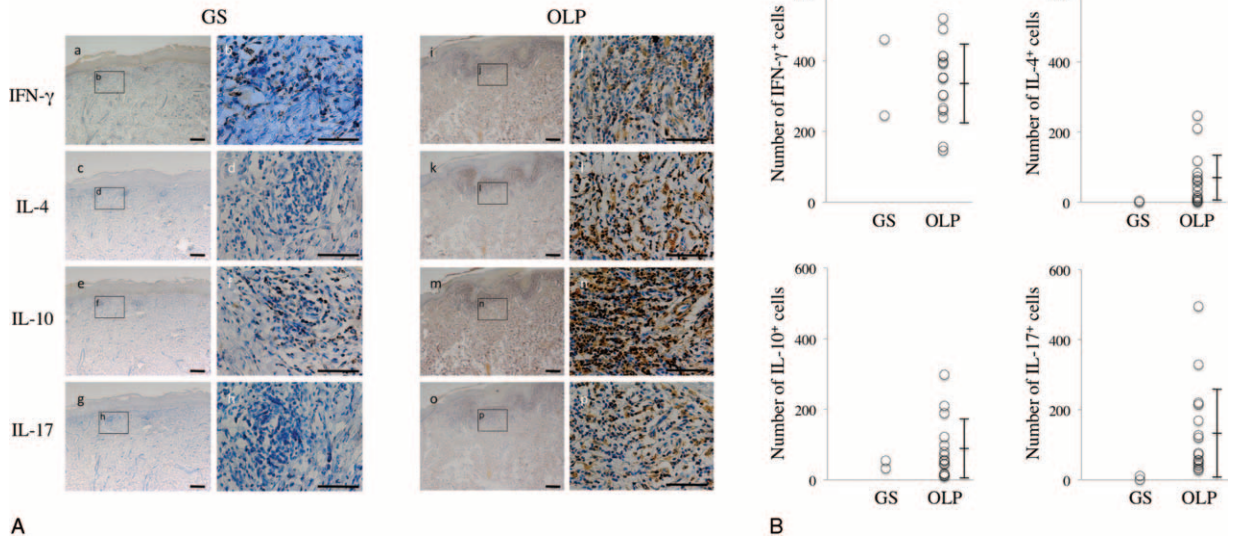 GS
OLP
IFN-γ
IL-4
IL-10
IL-17
a
b
b
i
j
j
c
d
d
k
l
l
e
f
f
m
n
n
g
h
h
o
p
p
A
Number of IFN-γ⁺ cells
400
200
0
GS OLP
Number of IL-4⁺ cells
400
200
0
GS OLP
Number of IL-10⁺ cells
600
400
200
0
GS OLP
Number of IL-17⁺ cells
600
400
200
0
GS OLP
B